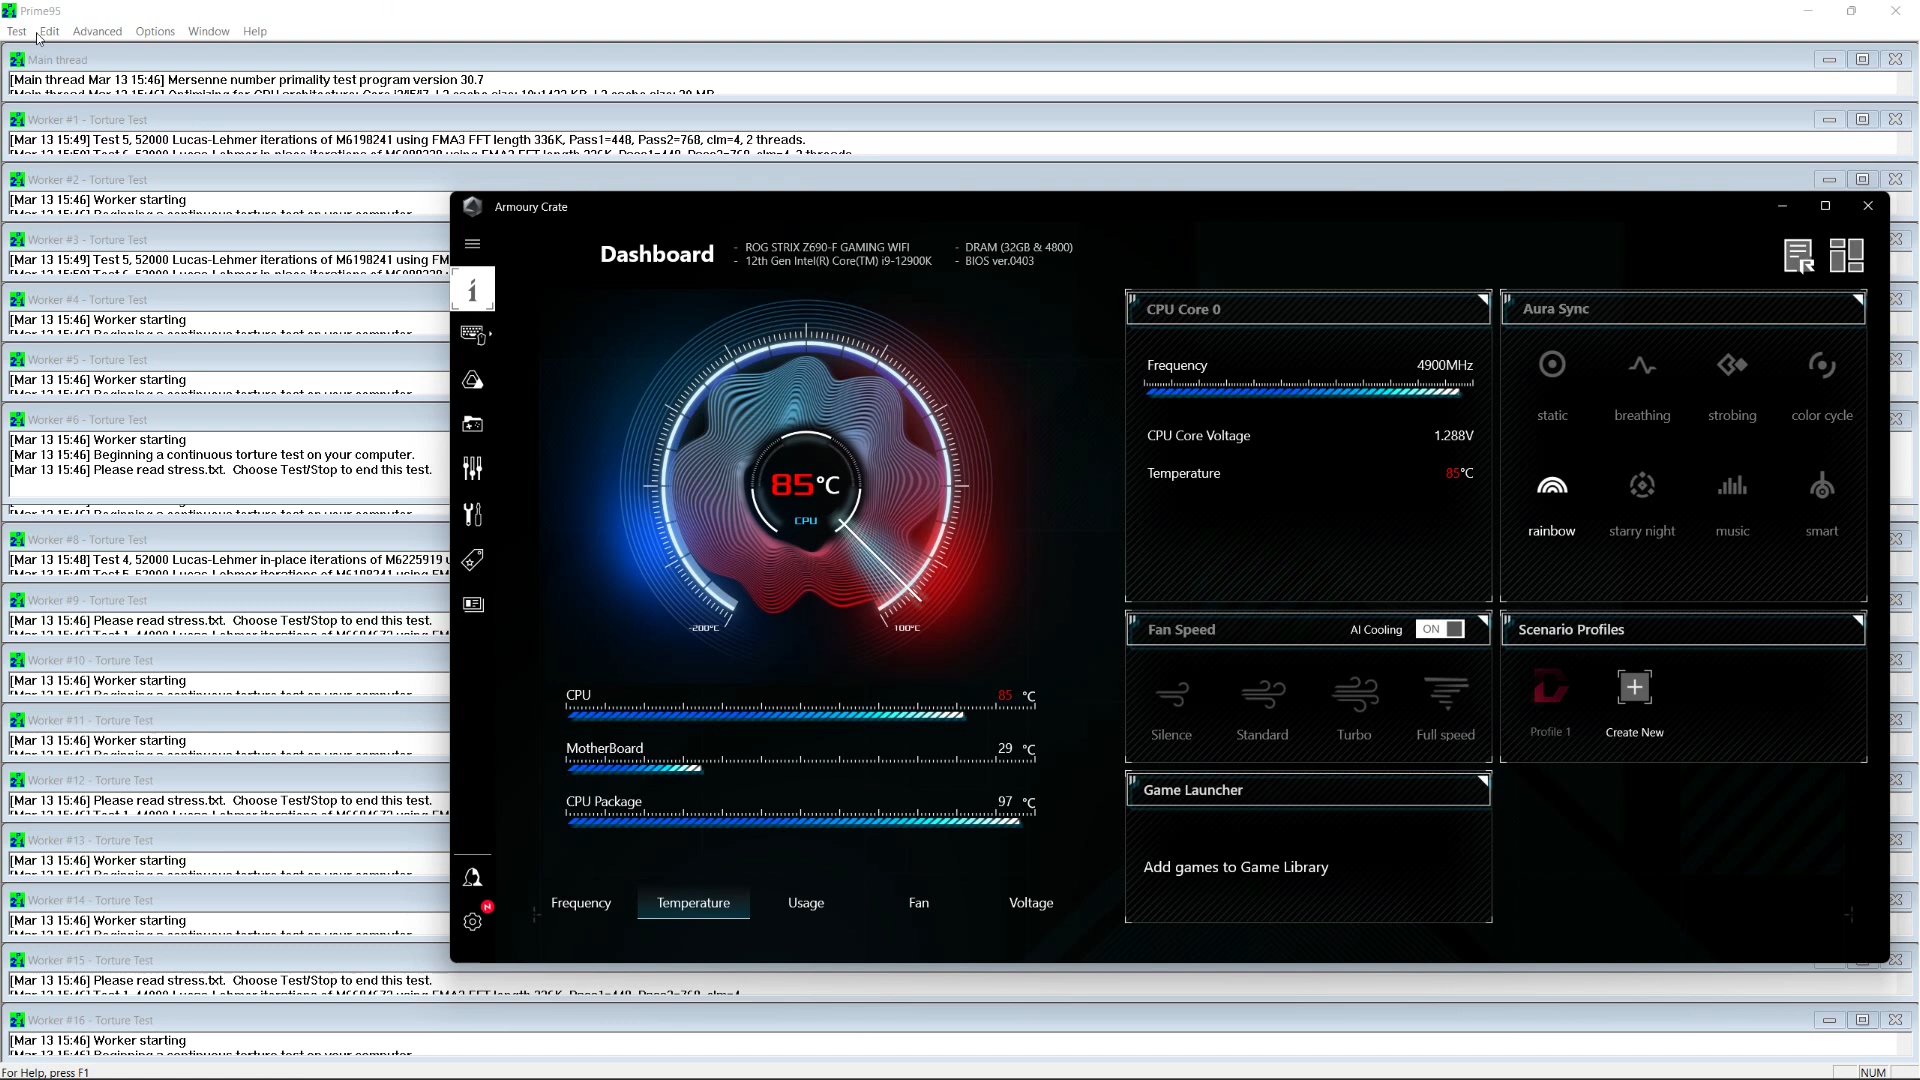 Prime95
Test Edit Advanced Options Window Help
Main thread
[Main thread Mar 13 15:46] Mersenne number primality test program version 30.7
Worker #1 - Torture Test
[Mar 13 15:49] Test 5, 52000 Lucas-Lehmer iterations of M6198241 using FMA3 FFT length 336K, Pass1=448, Pass2=768, clm=4, 2 threads.
Worker #2 - Torture Test
[Mar 13 15:46] Worker starting
Worker #3 - Torture Test
[Mar 13 15:49] Test 5, 52000 Lucas-Lehmer iterations of M6198241 using FM
Worker #4 - Torture Test
[Mar 13 15:46] Worker starting
Worker #5 - Torture Test
[Mar 13 15:46] Worker starting
Worker #6 - Torture Test
[Mar 13 15:46] Worker starting
[Mar 13 15:46] Beginning a continuous torture test on your computer.
[Mar 13 15:46] Please read stress.txt. Choose Test/Stop to end this test.
Worker #8 - Torture Test
[Mar 13 15:48] Test 4, 52000 Lucas-Lehmer in-place iterations of M6225919
Worker #9 - Torture Test
[Mar 13 15:46] Please read stress.txt. Choose Test/Stop to end this test.
Worker #10 - Torture Test
[Mar 13 15:46] Worker starting
Worker #11 - Torture Test
[Mar 13 15:46] Worker starting
Worker #12 - Torture Test
[Mar 13 15:46] Please read stress.txt. Choose Test/Stop to end this test.
Worker #13 - Torture Test
[Mar 13 15:46] Worker starting
Worker #14 - Torture Test
[Mar 13 15:46] Worker starting
Worker #15 - Torture Test
[Mar 13 15:46] Please read stress.txt. Choose Test/Stop to end this test.
Worker #16 - Torture Test
[Mar 13 15:46] Worker starting
For Help, press F1
NUM
Armoury Crate
Dashboard
- ROG STRIX Z690-F GAMING WIFI
- 12th Gen Intel(R) Core(TM) i9-12900K
- DRAM (32GB & 4800)
- BIOS ver.0403
85°C
CPU
-200°C
100°C
CPU 85 °C
MotherBoard 29 °C
CPU Package 97 °C
Frequency Temperature Usage Fan Voltage
CPU Core 0
Frequency 4900MHz
CPU Core Voltage 1.288V
Temperature 85°C
Aura Sync
static breathing strobing color cycle
rainbow starry night music smart
Fan Speed AI Cooling ON
Silence Standard Turbo Full speed
Scenario Profiles
Profile 1 Create New
Game Launcher
Add games to Game Library